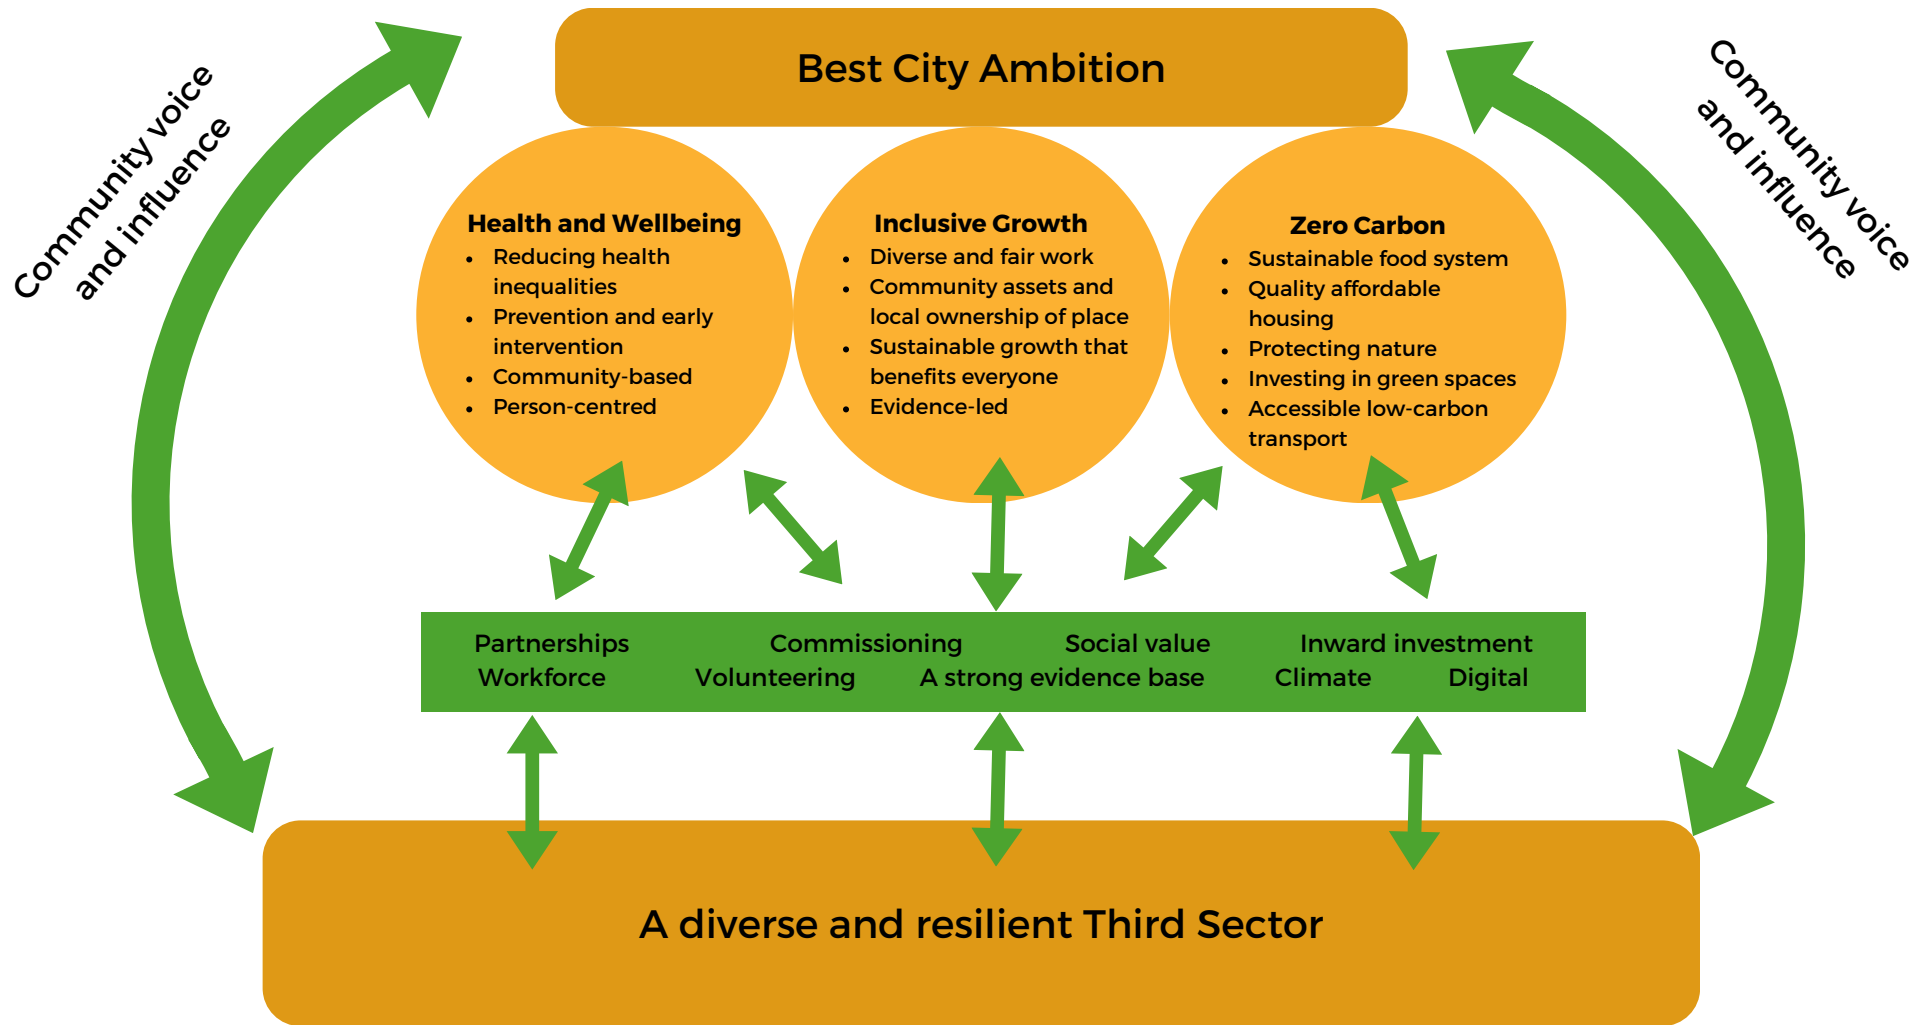 Best City Ambition
Community voice
and influence
Community voice
and influence
Health and Wellbeing
• Reducing health
inequalities
• Prevention and early
intervention
• Community-based
• Person-centred
Inclusive Growth
• Diverse and fair work
• Community assets and
local ownership of place
• Sustainable growth that
benefits everyone
• Evidence-led
Zero Carbon
• Sustainable food system
• Quality affordable
housing
• Protecting nature
• Investing in green spaces
• Accessible low-carbon
transport
Partnerships Commissioning Social value Inward investment
Workforce Volunteering A strong evidence base Climate Digital
A diverse and resilient Third Sector